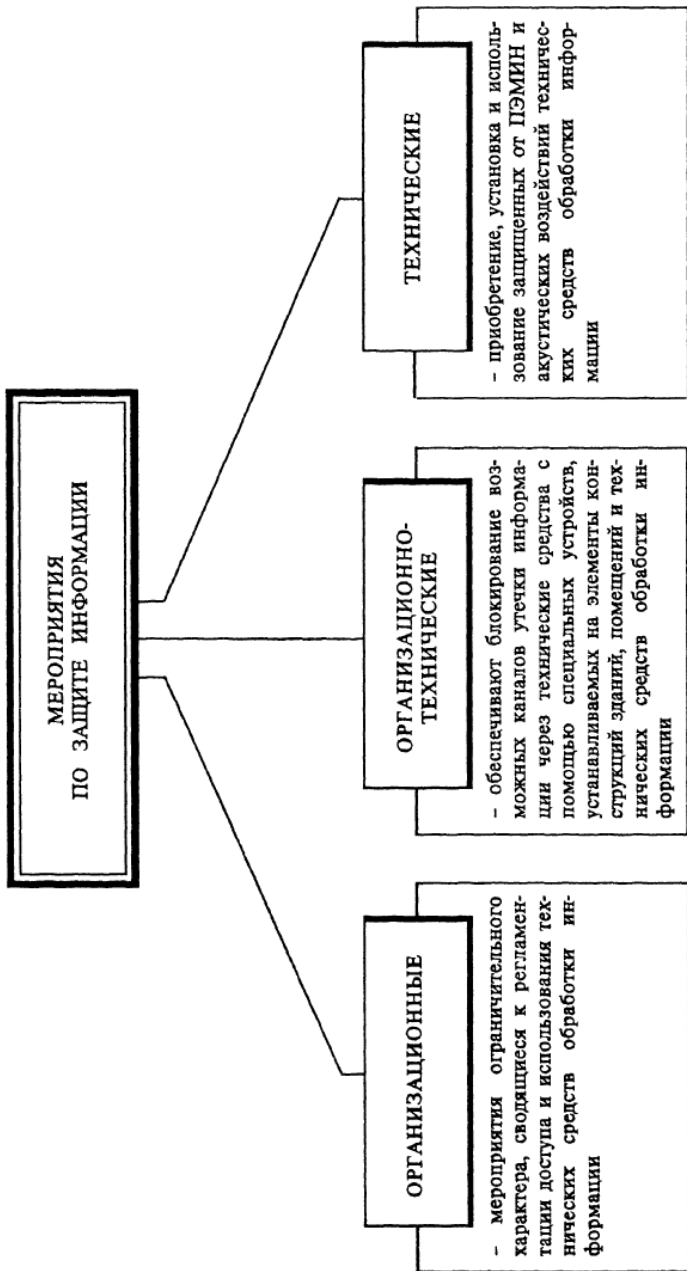 МЕРОПРИЯТИЯ
ПО ЗАЩИТЕ ИНФОРМАЦИИ
ОРГАНИЗАЦИОННЫЕ
- мероприятия ограничительного
характера, сводящиеся к регламен-
тации доступа и использования тех-
нических средств обработки ин-
формации
ОРГАНИЗАЦИОННО-
ТЕХНИЧЕСКИЕ
- обеспечивают блокирование воз-
можных каналов утечки информа-
ции через технические средства с
помощью специальных устройств,
устанавливаемых на элементы кон-
струкций зданий, помещений и тех-
нических средств обработки ин-
формации
ТЕХНИЧЕСКИЕ
- приобретение, установка и исполь-
зование защищенных от ПЭМИН и
акустических воздействий техничес-
ких средств обработки инфор-
мации